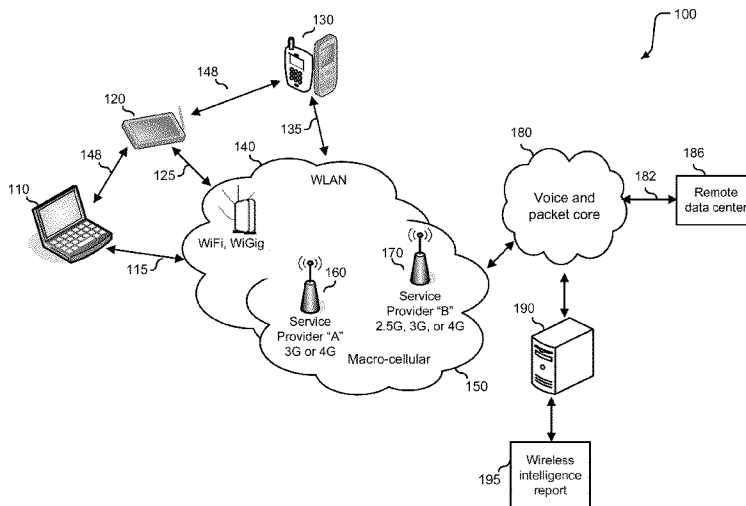 100
130
148
120
135
148
140
WLAN
180
186
110
125
182
Voice and
packet core
Remote
data center
WiFi, WiGig
115
170
160
Service
Provider "B"
2.5G, 3G, or 4G
190
Service
Provider "A"
3G or 4G
Macro-cellular
150
195
Wireless
intelligence
report